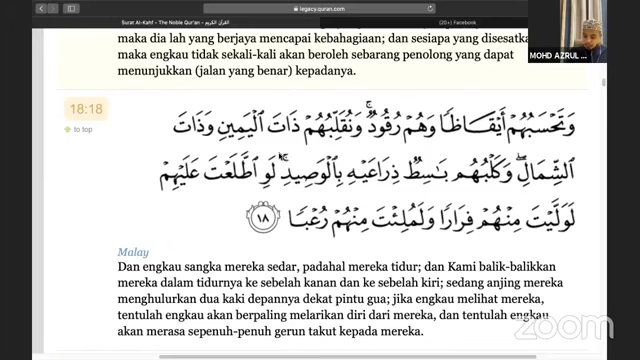 legacy.quran.com
Surat Al-Kahf - The Noble Qur'an - القرآن الكريم
(20+) Facebook
maka dia lah yang berjaya mencapai kebahagiaan; dan sesiapa yang disesatka
maka engkau tidak sekali-kali akan beroleh sebarang penolong yang dapat
menunjukkan (jalan yang benar) kepadanya.
MOHD AZRUL ...
18:18
to top
وَتَحْسَبُهُمْ أَيْقَاظًا وَهُمْ رُقُودٌ ۚ وَنُقَلِّبُهُمْ ذَاتَ الْيَمِينِ وَذَاتَ
الشِّمَالِ ۖ وَكَلْبُهُم بَاسِطٌ ذِرَاعَيْهِ بِالْوَصِيدِ ۚ لَوِ اطَّلَعْتَ عَلَيْهِمْ
لَوَلَّيْتَ مِنْهُمْ فِرَارًا وَلَمُلِئْتَ مِنْهُمْ رُعْبًا ﴿١٨﴾
Malay
Dan engkau sangka mereka sedar, padahal mereka tidur; dan Kami balik-balikkan
mereka dalam tidurnya ke sebelah kanan dan ke sebelah kiri; sedang anjing mereka
menghulurkan dua kaki depannya dekat pintu gua; jika engkau melihat mereka,
tentulah engkau akan berpaling melarikan diri dari mereka, dan tentulah engkau
akan merasa sepenuh-penuh gerun takut kepada mereka.
zoom